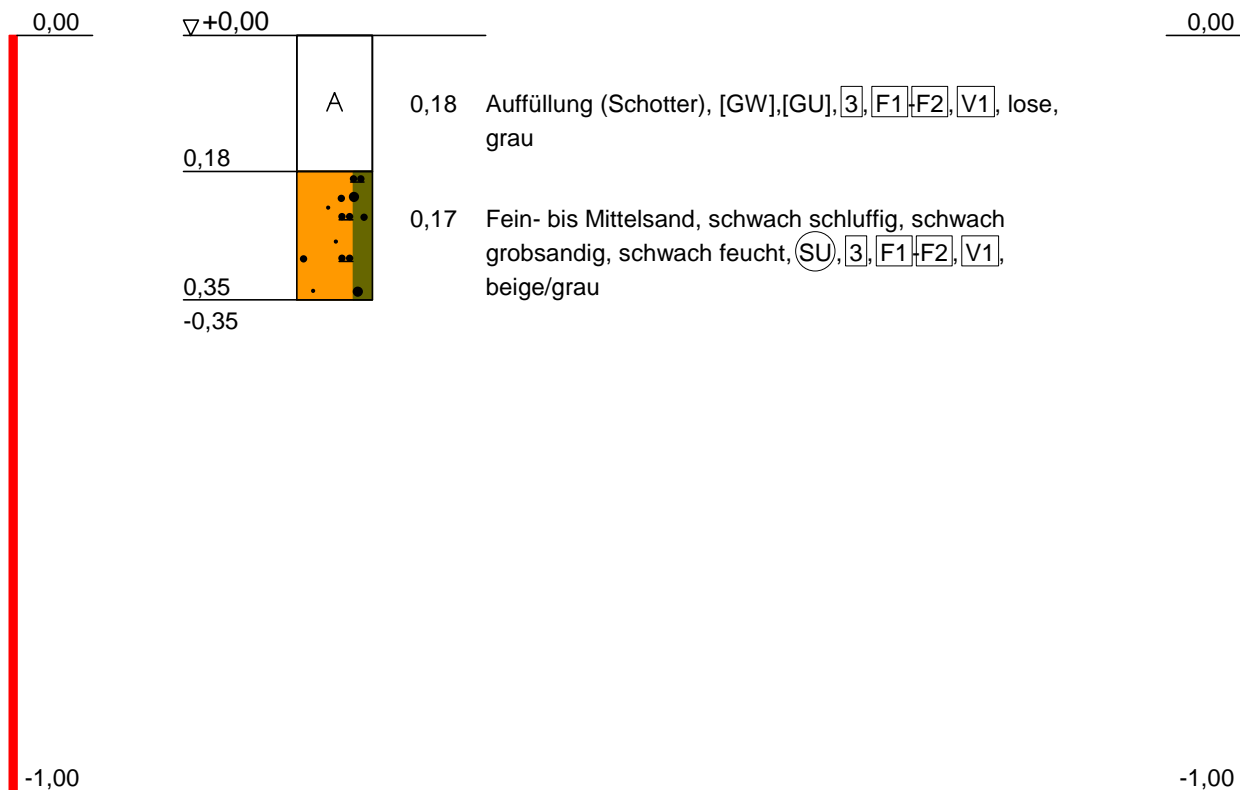 0,00 +0,00 0,00
A
0,18 Auffüllung (Schotter), [GW],[GU], 3, F1-F2, V1, lose,
grau
0,18
0,17 Fein- bis Mittelsand, schwach schluffig, schwach
grobsandig, schwach feucht, SU, 3, F1-F2, V1,
beige/grau
0,35
-0,35
-1,00 -1,00